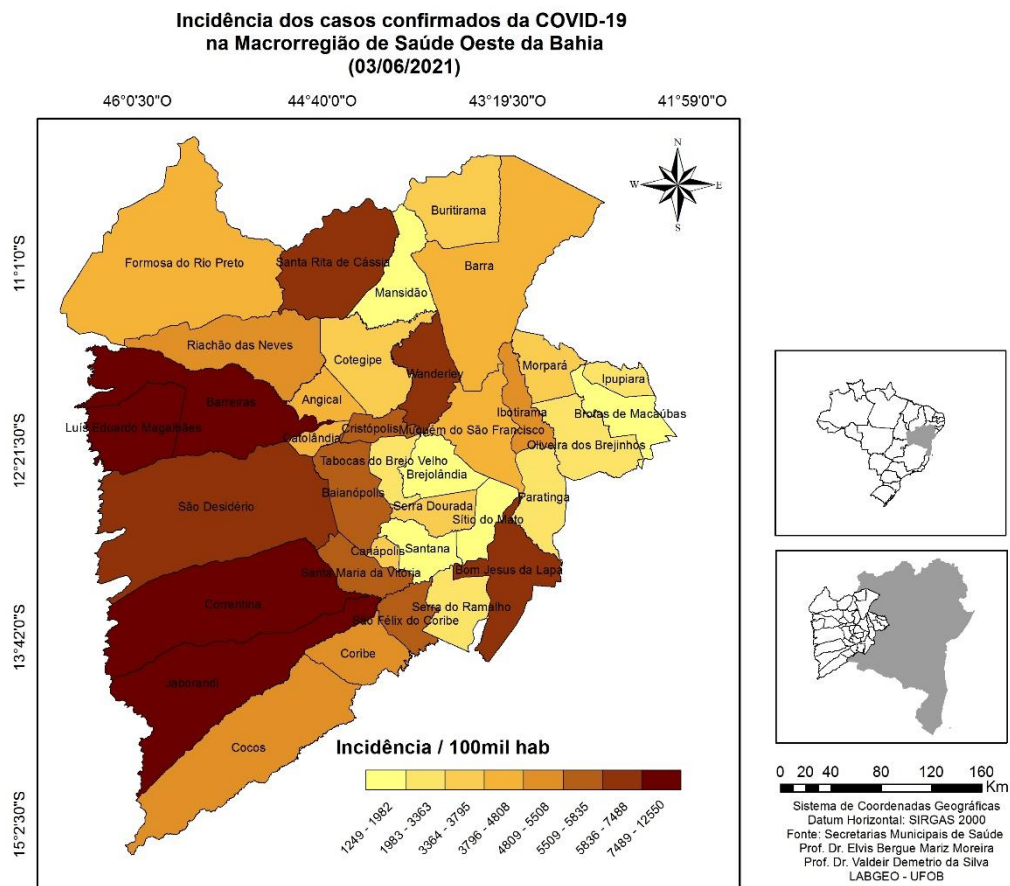 Incidência dos casos confirmados da COVID-19
na Macrorregião de Saúde Oeste da Bahia
(03/06/2021)
46°0'30"O
44°40'0"O
43°19'30"O
41°59'0"O
N
W
E
S
11°1'0"S
12°21'30"S
13°42'0"S
15°2'30"S
Buritirama
Formosa do Rio Preto
Santa Rita de Cássia
Barra
Mansidão
Riachão das Neves
Cotegipe
Wanderley
Morpará
Ipupiara
Angical
Barreiras
Ibotirama
Brotas de Macaúbas
Luís Eduardo Magalhães
Cristópolis
Muquém do São Francisco
Catolândia
Oliveira dos Brejinhos
Tabocas do Brejo Velho
Brejolândia
Baianópolis
Paratinga
São Desidério
Serra Dourada
Sítio do Mato
Canápolis
Santana
Santa Maria da Vitória
Bom Jesus da Lapa
Correntina
Serra do Ramalho
São Félix do Coribe
Coribe
Jaborandi
Cocos
Incidência / 100mil hab
1249 - 1982
1983 - 3363
3364 - 3795
3796 - 4808
4809 - 5508
5509 - 5835
5836 - 7488
7489 - 12550
0 20 40 80 120 160
Km
Sistema de Coordenadas Geográficas
Datum Horizontal: SIRGAS 2000
Fonte: Secretarias Municipais de Saúde
Prof. Dr. Elvis Bergue Mariz Moreira
Prof. Dr. Valdeir Demetrio da Silva
LABGEO - UFOB